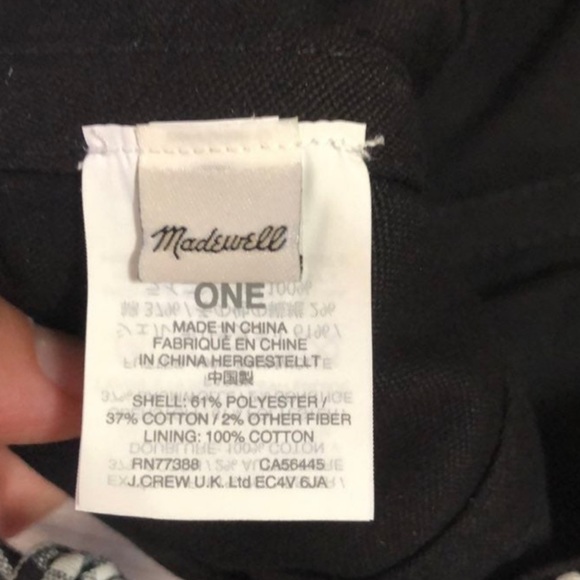 Madewell
ONE
MADE IN CHINA
FABRIQUÉ EN CHINE
IN CHINA HERGESTELLT
中国製
SHELL: 61% POLYESTER /
37% COTTON / 2% OTHER FIBER
LINING: 100% COTTON
RN77388 CA56445
J.CREW U.K. Ltd EC4V 6JA